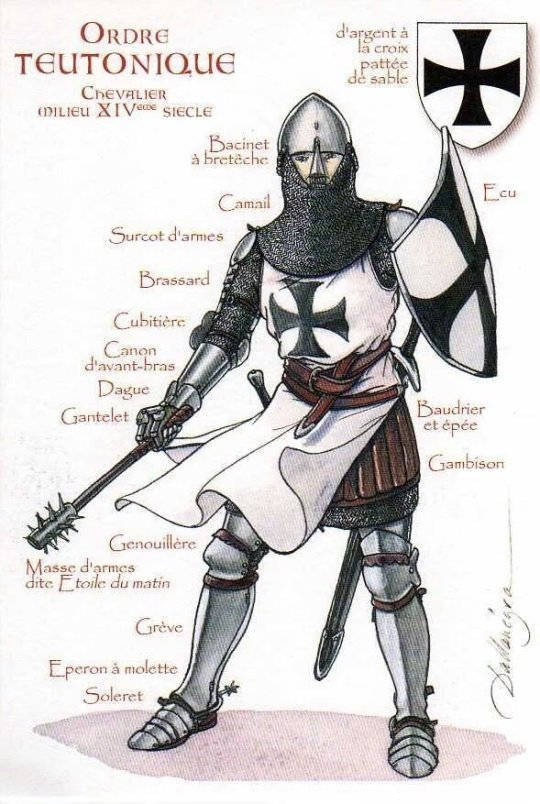 ORDRE
TEUTONIQUE
CHEVALIER
MILIEU XIVeme SIECLE
d'argent à
la croix
pattée
de sable
Bacinet
à bretêche
Ecu
Camail
Surcot d'armes
Brassard
Cubitière
Canon
d'avant-bras
Dague
Gantelet
Baudrier
et épée
Gambison
Genouillère
Masse d'armes
dite Etoile du matin
Grève
Eperon à molette
Soleret